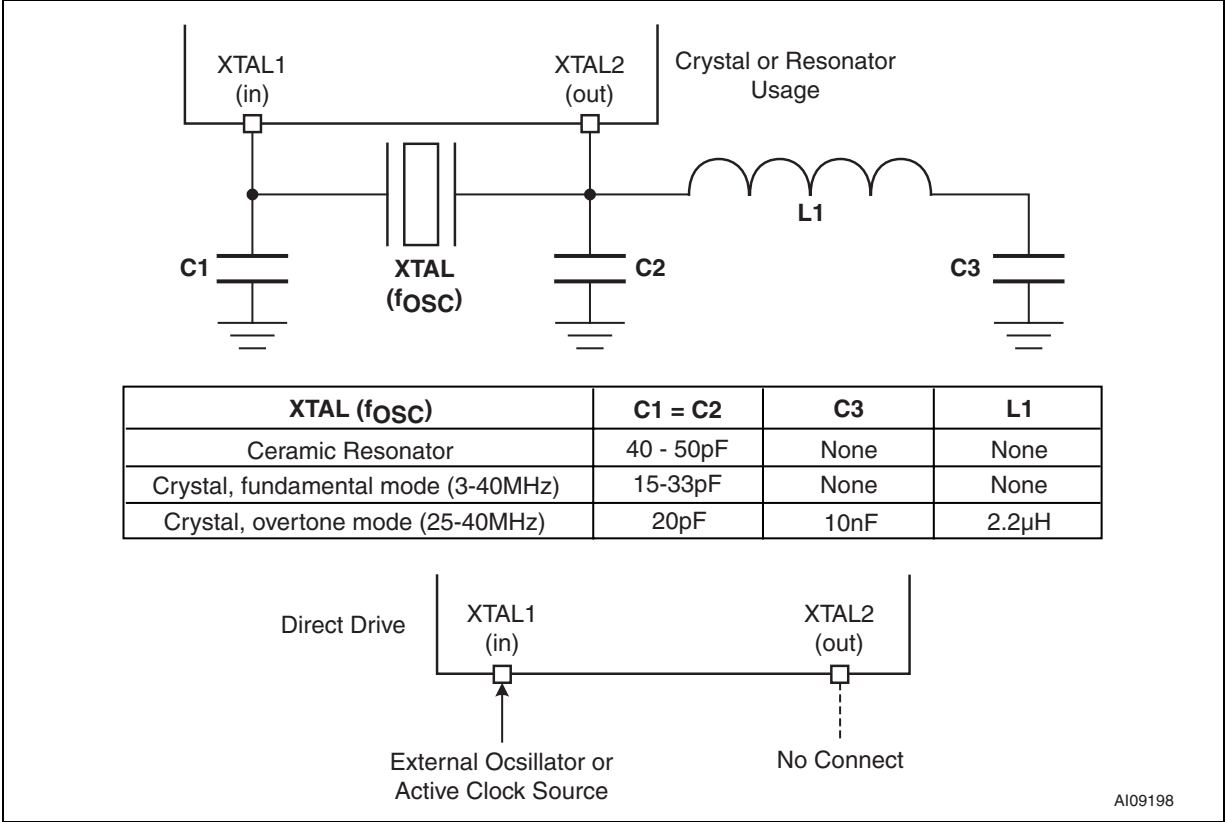 XTAL1
(in)
XTAL2
(out)
Crystal or Resonator
Usage
L1
C1
XTAL
(fOSC)
C2
C3
XTAL (fOSC) C1 = C2 C3 L1
Ceramic Resonator 40 - 50pF None None
Crystal, fundamental mode (3-40MHz) 15-33pF None None
Crystal, overtone mode (25-40MHz) 20pF 10nF 2.2µH
Direct Drive
XTAL1
(in)
XTAL2
(out)
External Ocsillator or
Active Clock Source
No Connect
AI09198